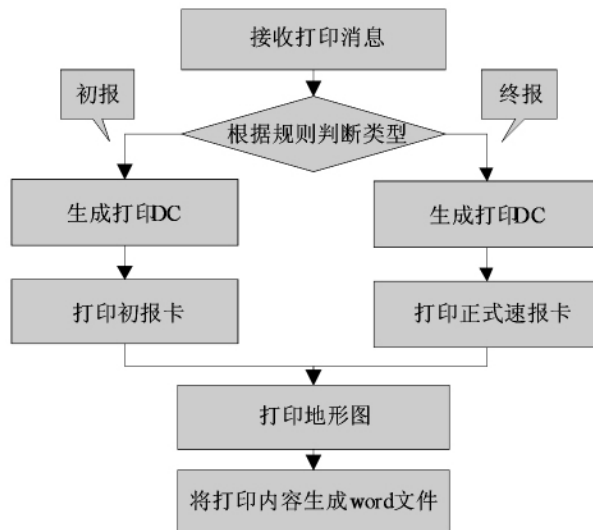 接收打印消息
初报
终报
根据规则判断类型
生成打印DC
生成打印DC
打印初报卡
打印正式速报卡
打印地形图
将打印内容生成word文件